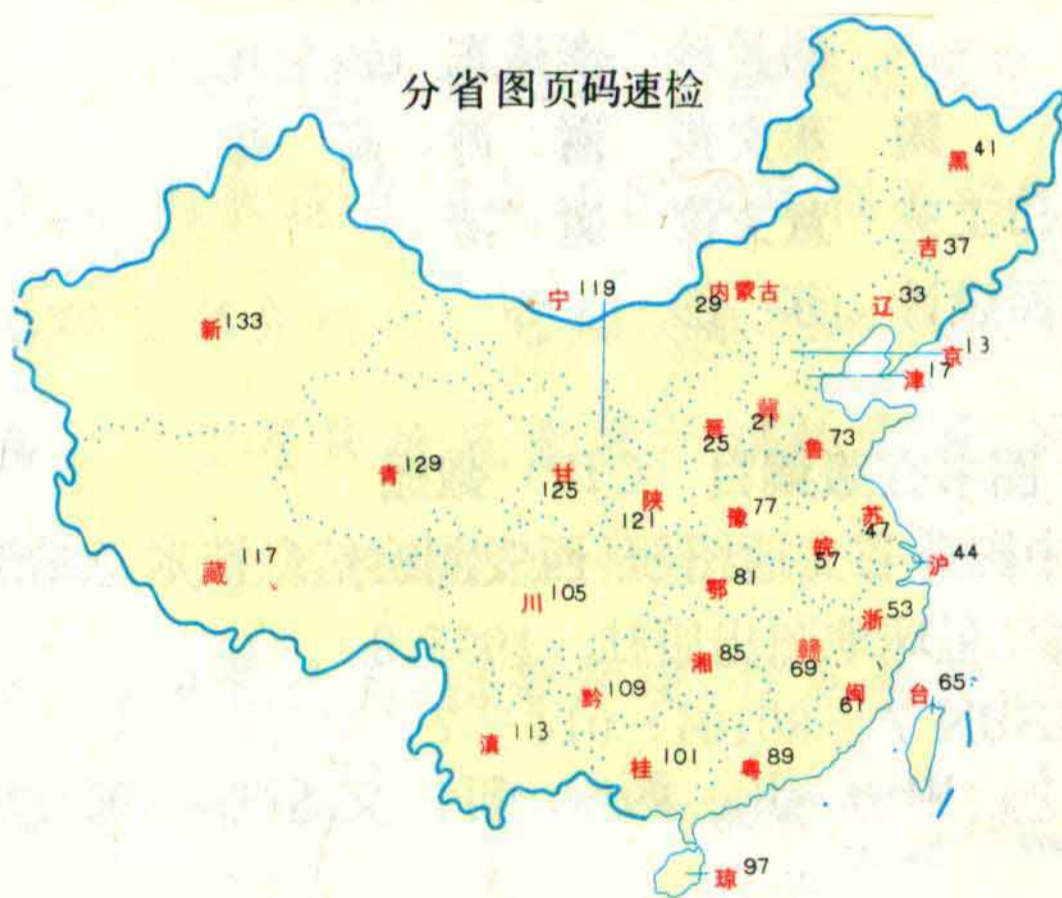 分省图页码速检
黑 41
吉 37
宁 119
29 内蒙古
辽 33
新 133
京 13
津 17
冀 21
晋 25
鲁 73
青 129
甘 125
陕 121
豫 77
苏 47
皖 57
沪 44
藏 117
川 105
鄂 81
浙 53
湘 85
赣 69
黔 109
闽 61
台 65
滇 113
桂 101
粤 89
琼 97